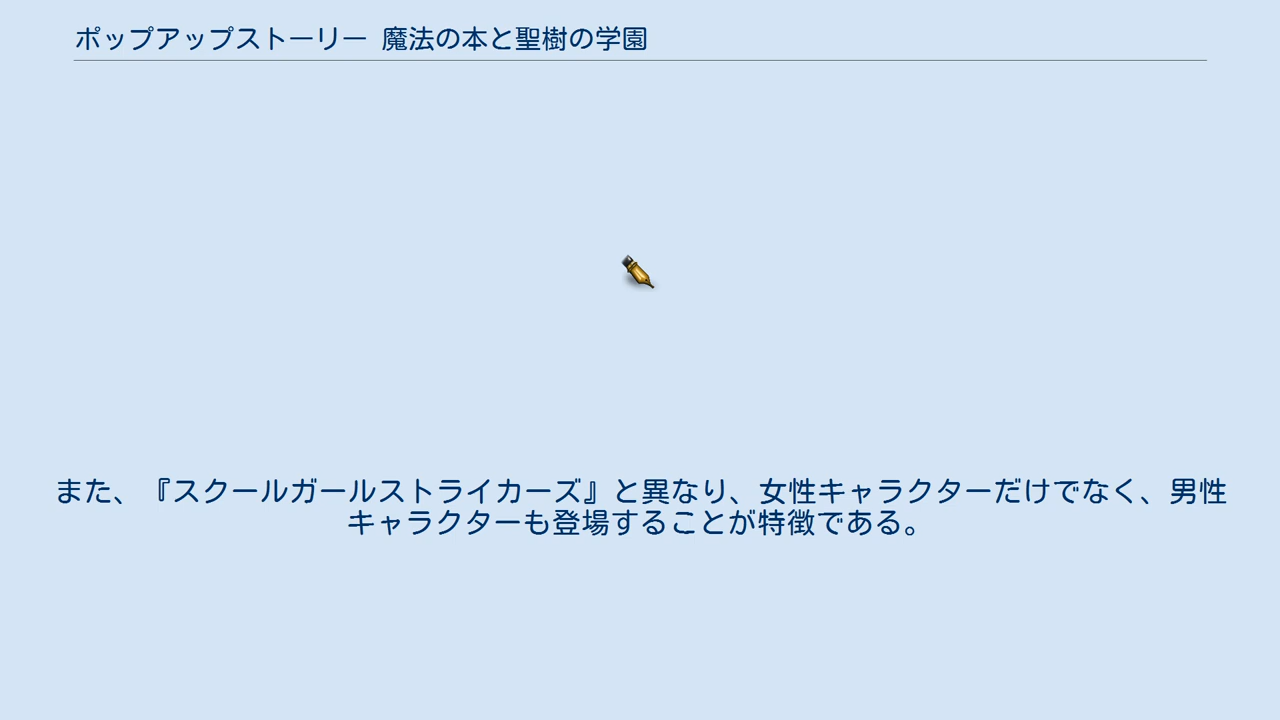 ポップアップストーリー 魔法の本と聖樹の学園
また、『スクールガールストライカーズ』と異なり、女性キャラクターだけでなく、男性
キャラクターも登場することが特徴である。